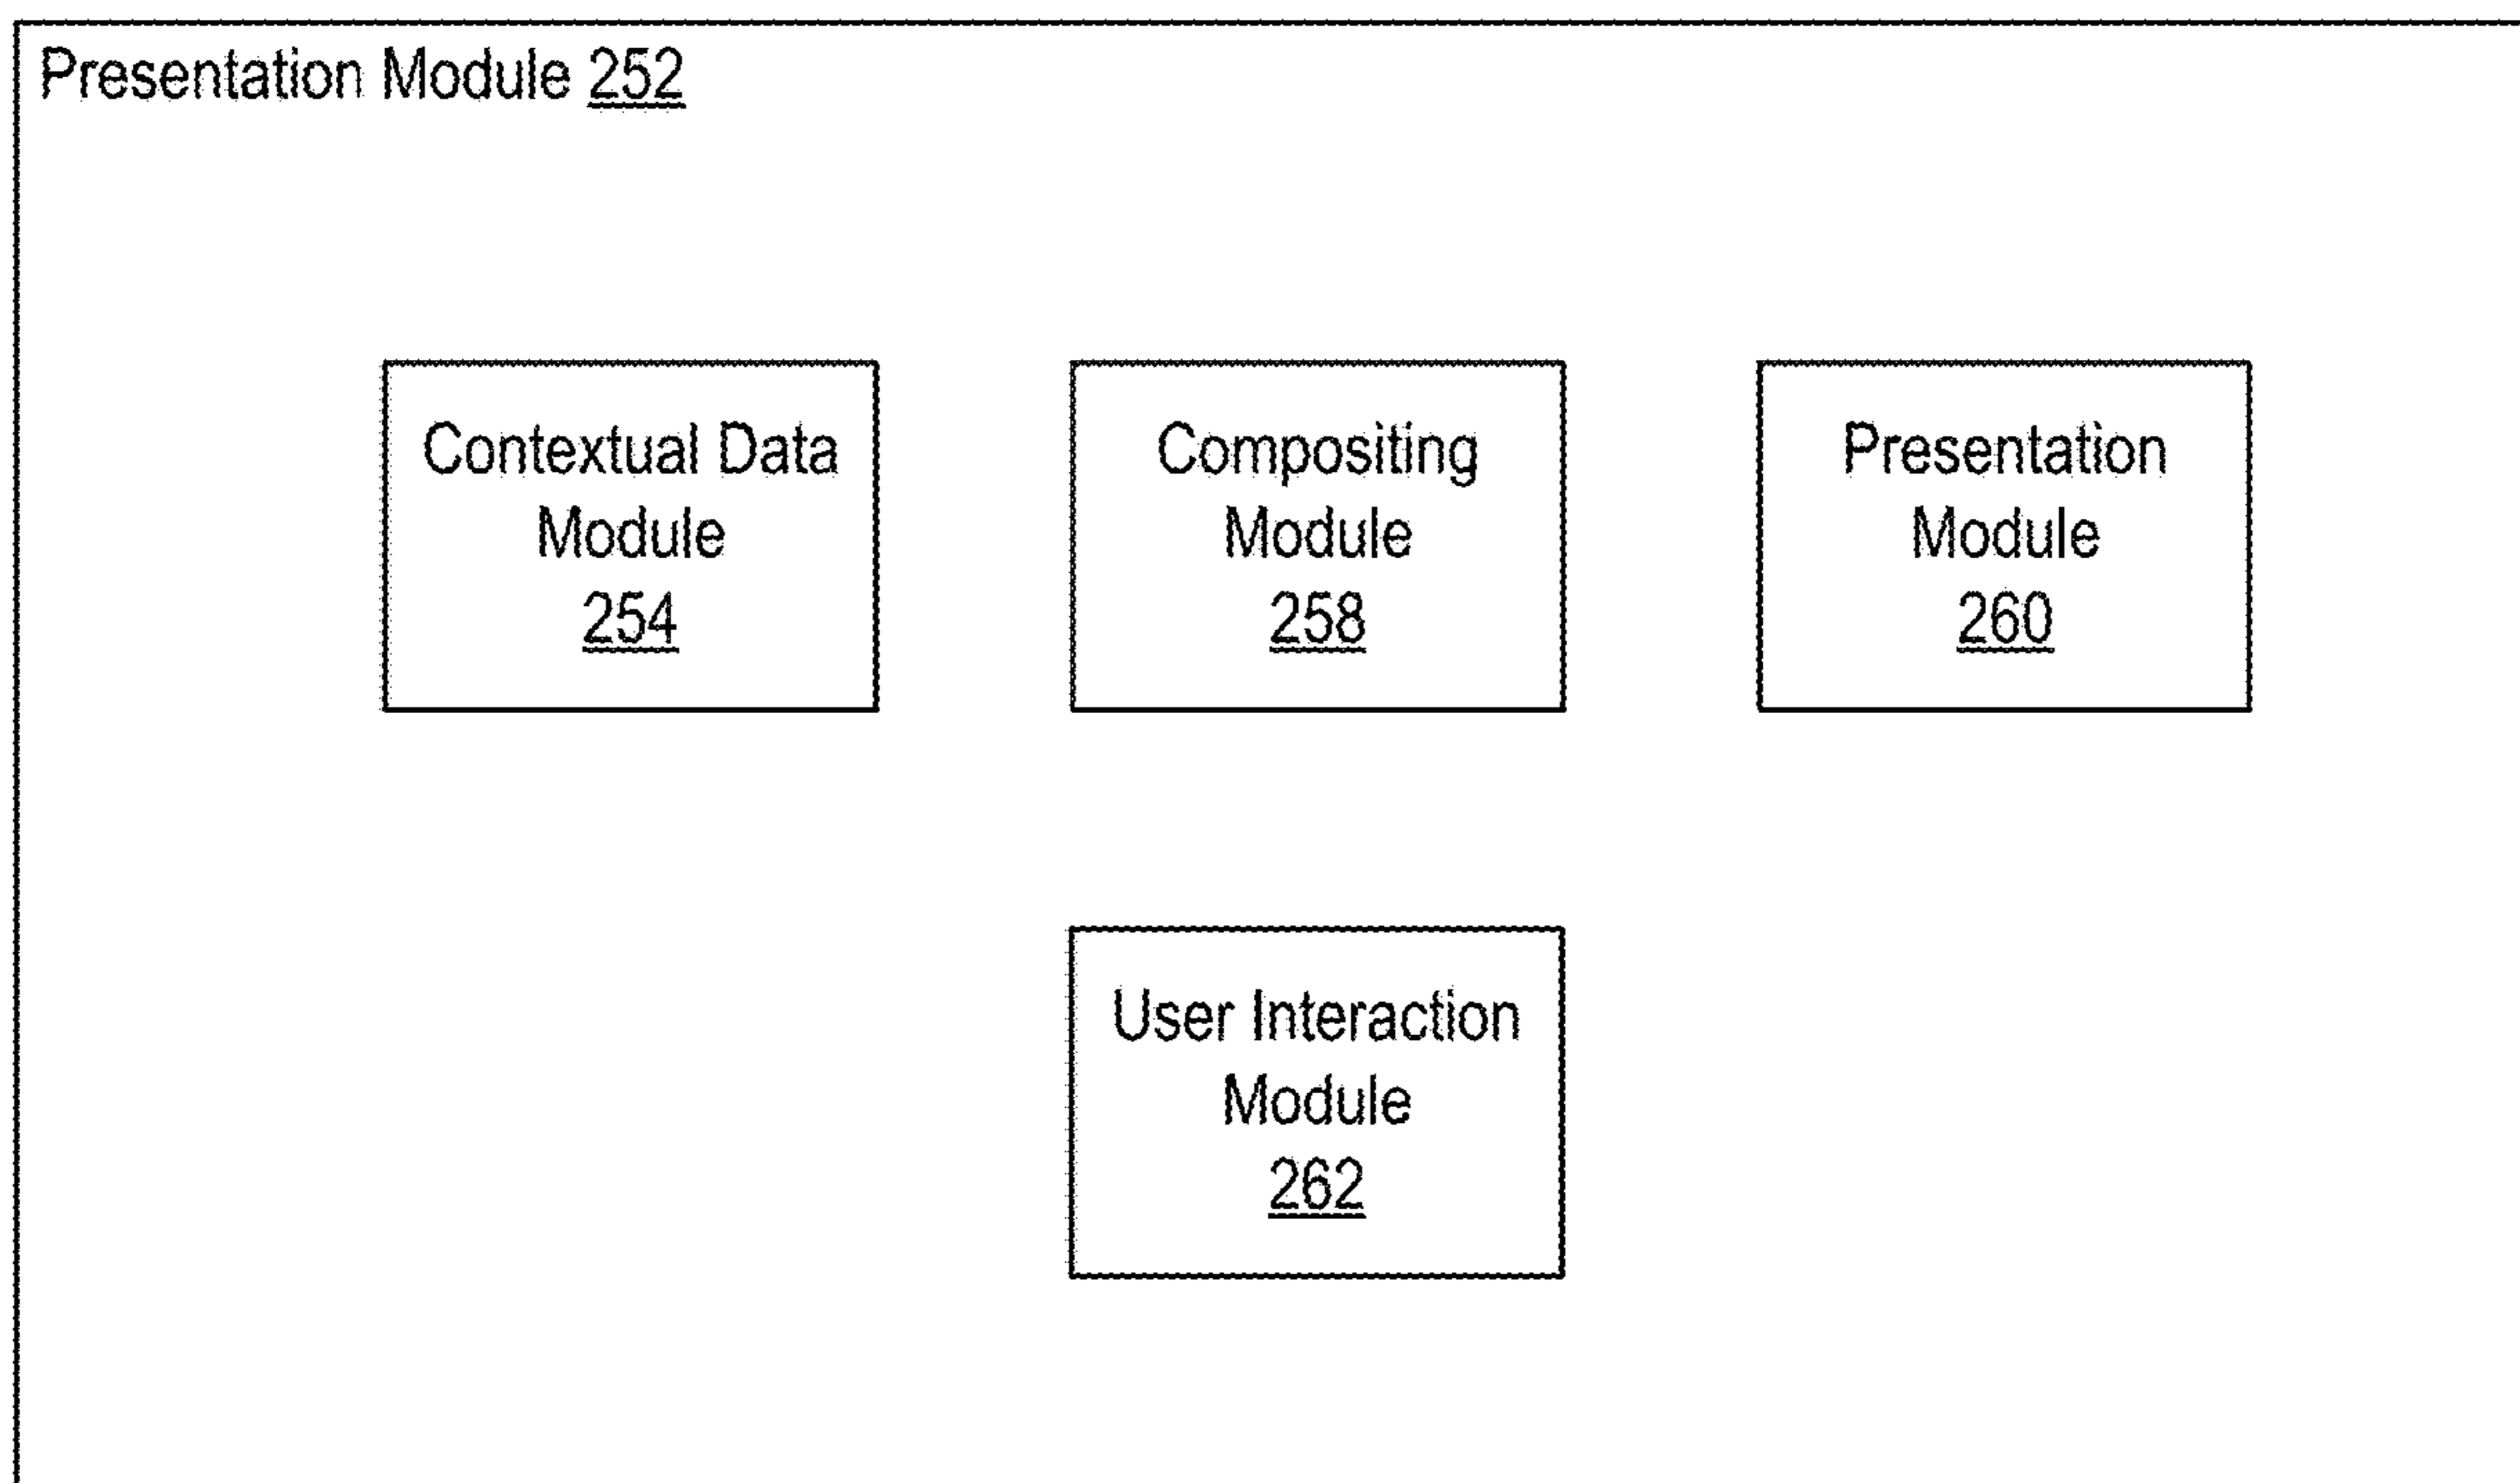 Presentation Module 252
Contextual Data
Module
254
Compositing
Module
258
Presentation
Module
260
User Interaction
Module
262